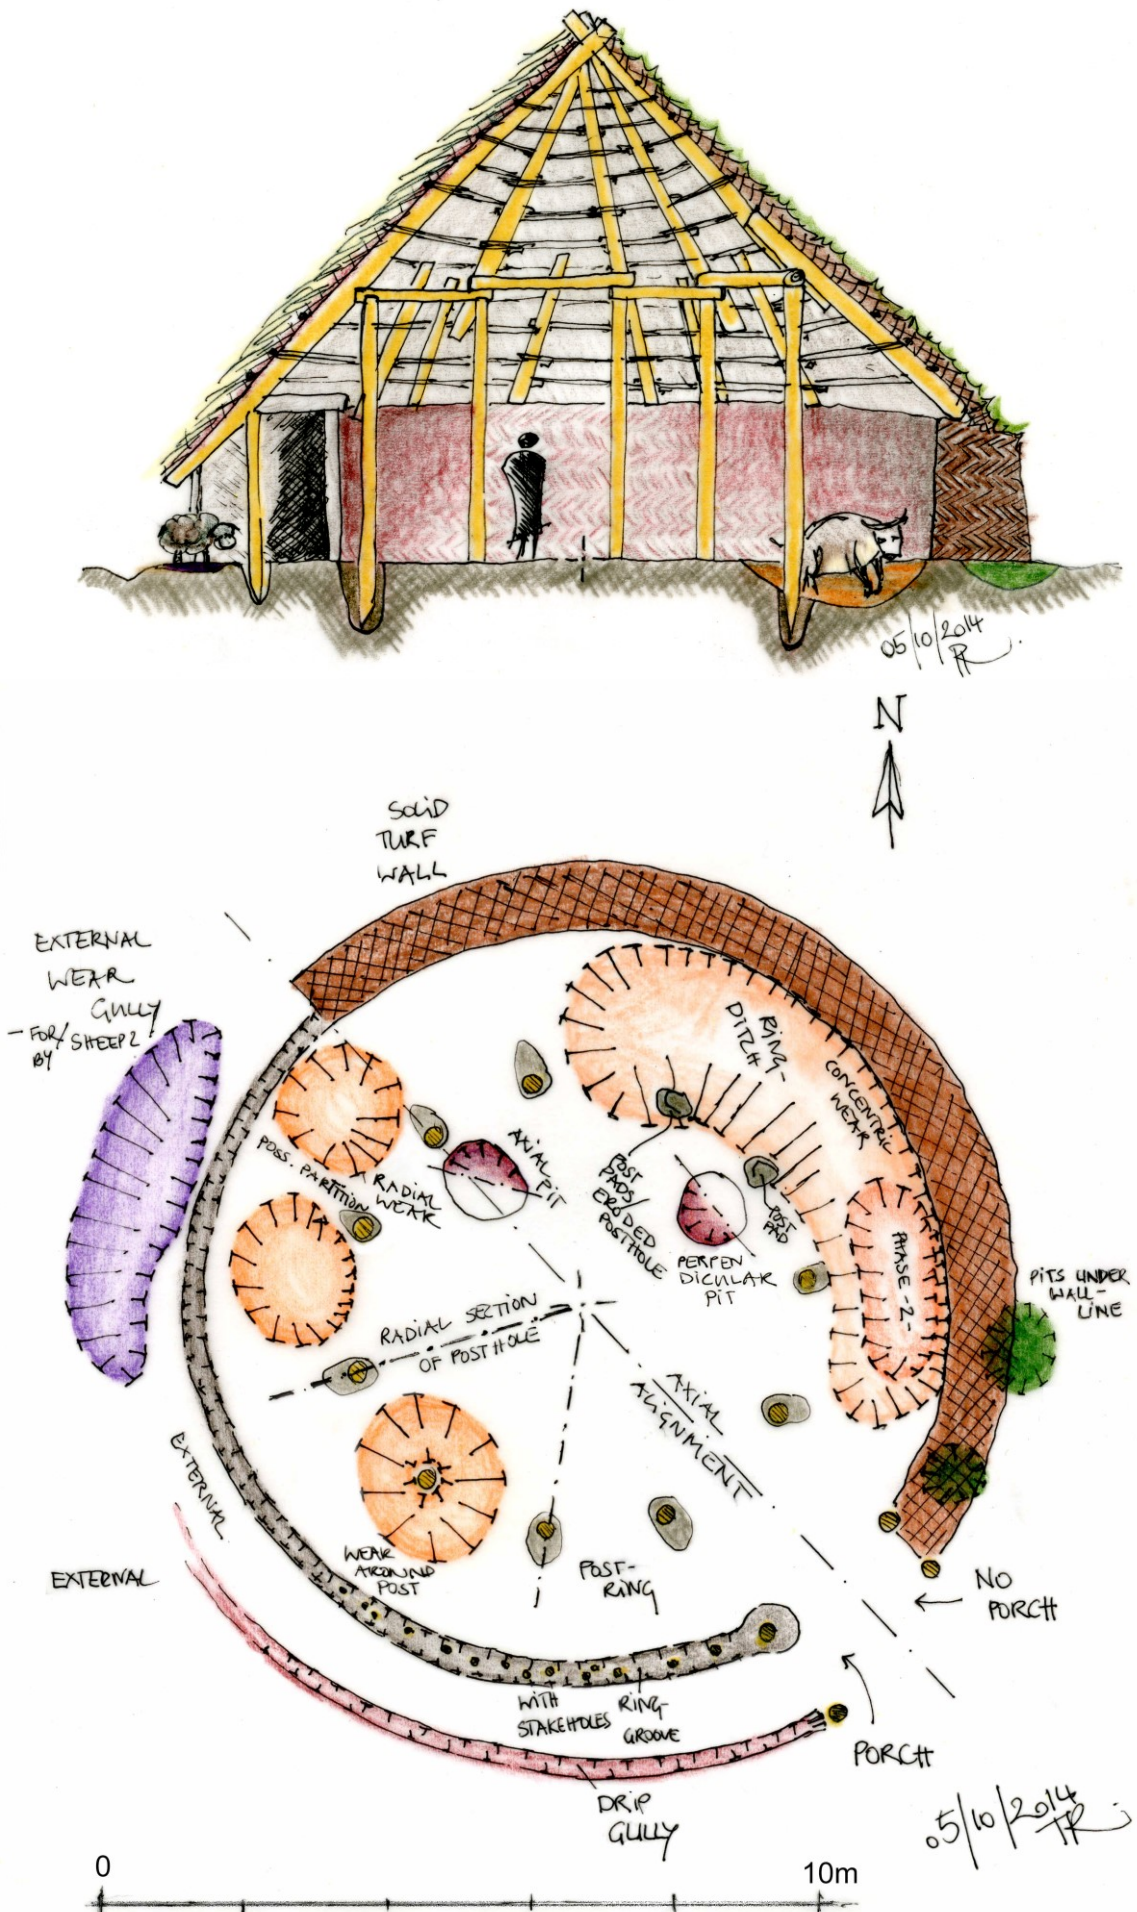 05/10/2014
N
SOLID
TURF
WALL
EXTERNAL
WEAR
GULLY
- FOR/ SHEEP?
BY
RING-
DITCH
CONCENTRIC
WEAR
AXIAL
PIT
POSS. PARTITION
RADIAL
WEAR
POST
PADS/
ERODED
POSTHOLE
POST
PAD
PHASE-2-
PERPEN
DICULAR
PIT
PITS UNDER
WALL-
LINE
RADIAL SECTION
OF POSTHOLE
AXIAL
ALIGNMENT
EXTERNAL
EXTERNAL
WEAR
AROUND
POST
POST-
RING
NO
PORCH
WITH
STAKEHOLES
RING-
GROOVE
PORCH
DRIP
GULLY
05/10/2014
0
10m